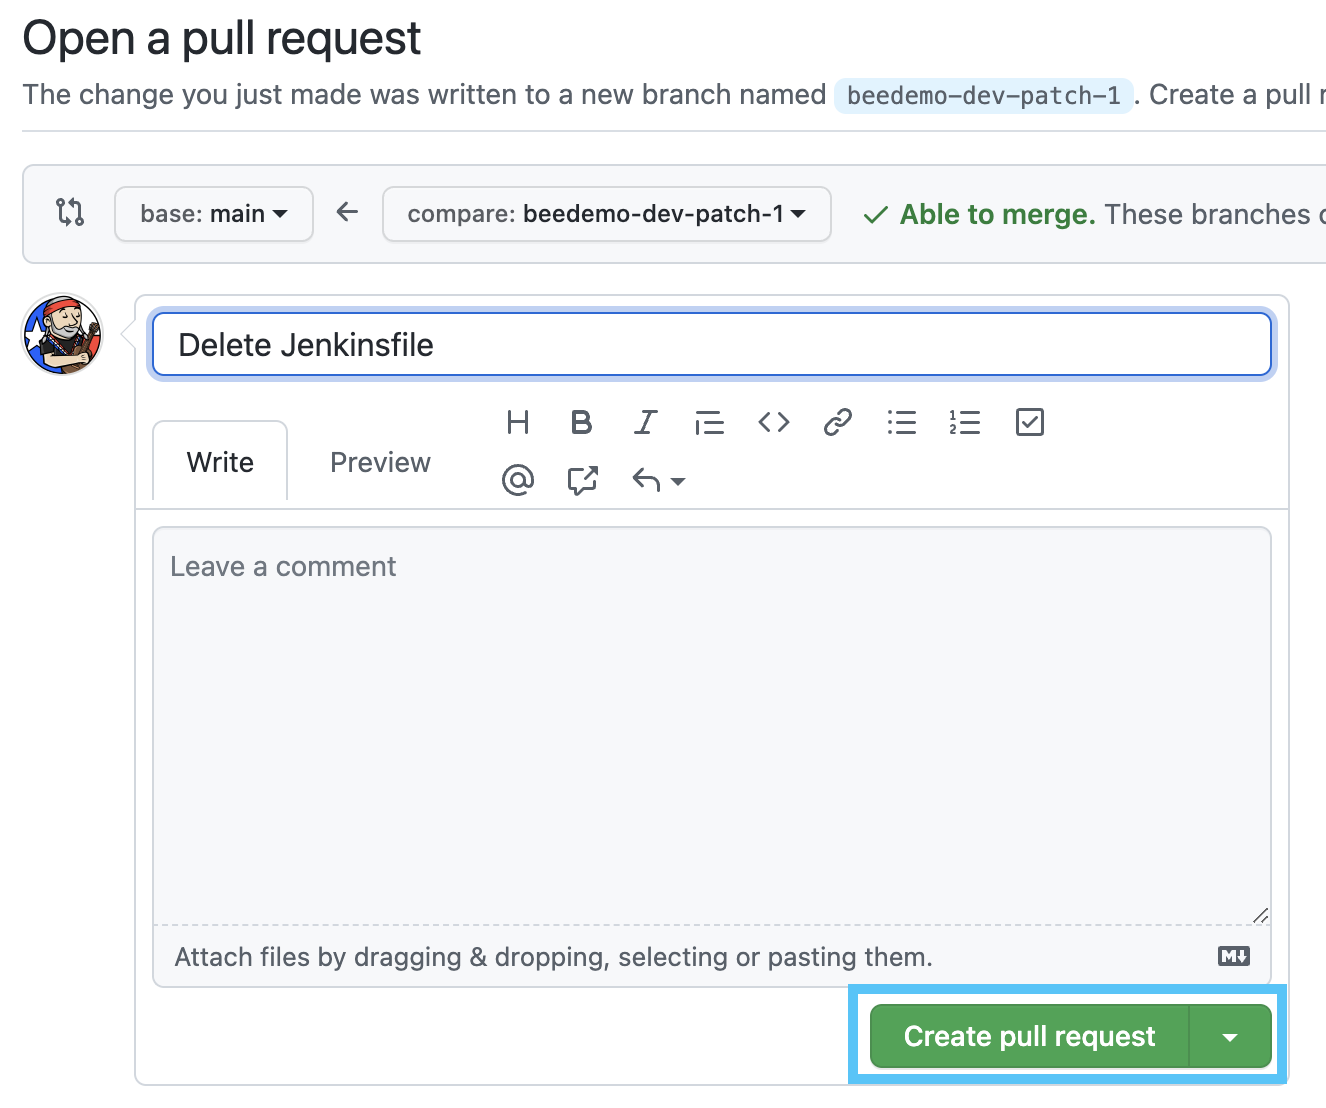 Open a pull request
The change you just made was written to a new branch named beedemo-dev-patch-1. Create a pull
base: main compare: beedemo-dev-patch-1 Able to merge. These branches
Delete Jenkinsfile
Write Preview
Leave a comment
Attach files by dragging & dropping, selecting or pasting them.
Create pull request